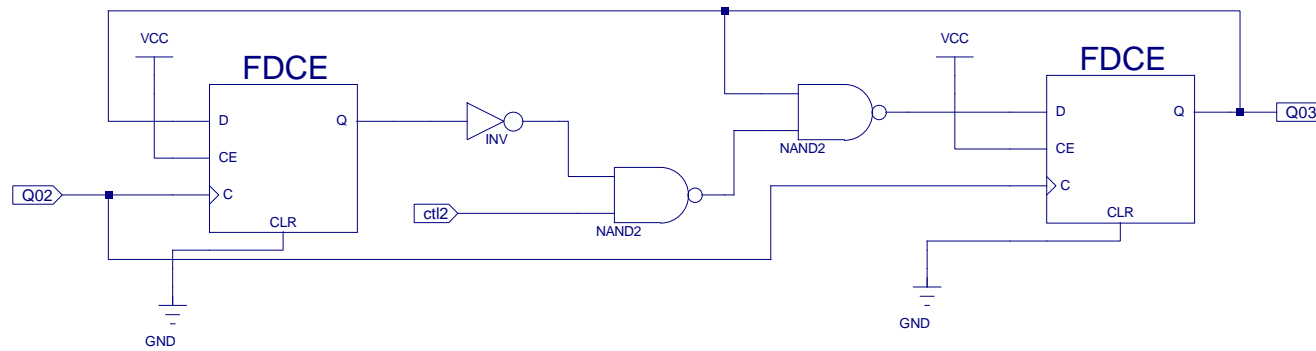 VCC
FDCE
D
Q
CE
C
CLR
GND
Q02
INV
ctl2
NAND2
NAND2
VCC
FDCE
D
Q
CE
C
CLR
GND
Q03